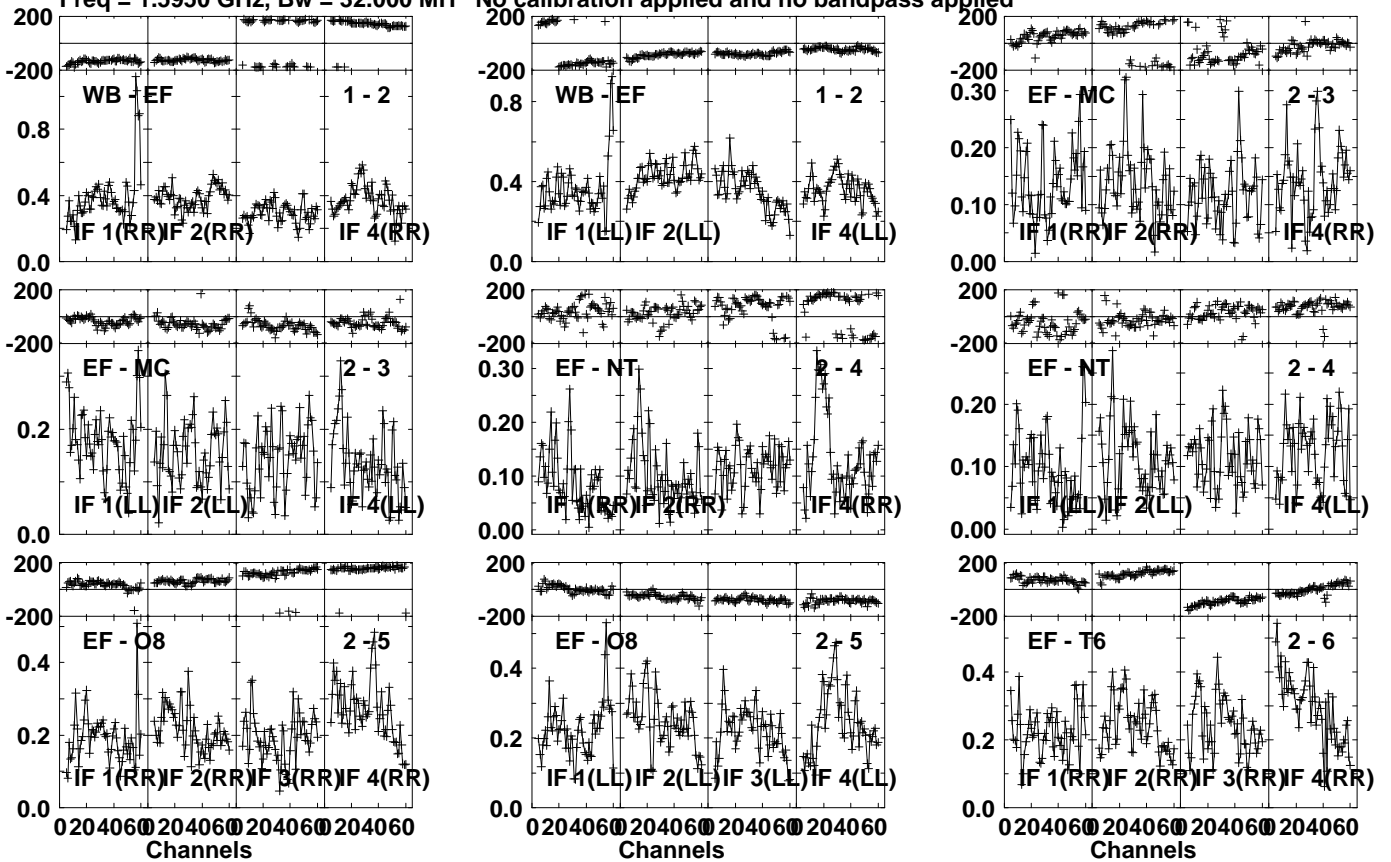 Freq = 1.5950 GHz, Bw = 32.000 MH No calibration applied and no bandpass applied
200
-200
WB - EF 1 - 2
0.8
0.4
0.0
IF 1(RR) IF 2(RR) IF 4(RR)
200
-200
WB - EF 1 - 2
0.8
0.4
0.0
IF 1(LL) IF 2(LL) IF 4(LL)
200
-200
EF - MC 2 - 3
0.30
0.20
0.10
0.00
IF 1(RR) IF 2(RR) IF 4(RR)
200
-200
EF - MC 2 - 3
0.2
0.0
IF 1(LL) IF 2(LL) IF 4(LL)
200
-200
EF - NT 2 - 4
0.30
0.20
0.10
0.00
IF 1(RR) IF 2(RR) IF 4(RR)
200
-200
EF - NT 2 - 4
0.20
0.10
0.00
IF 1(LL) IF 2(LL) IF 4(LL)
200
-200
EF - O8 2 - 5
0.4
0.2
0.0
IF 1(RR) IF 2(RR) IF 3(RR) IF 4(RR)
0 20 40 60 0 20 40 60 0 20 40 60 0 20 40 60
Channels
200
-200
EF - O8 2 - 5
0.4
0.2
0.0
IF 1(LL) IF 2(LL) IF 3(LL) IF 4(LL)
0 20 40 60 0 20 40 60 0 20 40 60 0 20 40 60
Channels
200
-200
EF - T6 2 - 6
0.4
0.2
0.0
IF 1(RR) IF 2(RR) IF 3(RR) IF 4(RR)
0 20 40 60 0 20 40 60 0 20 40 60 0 20 40 60
Channels